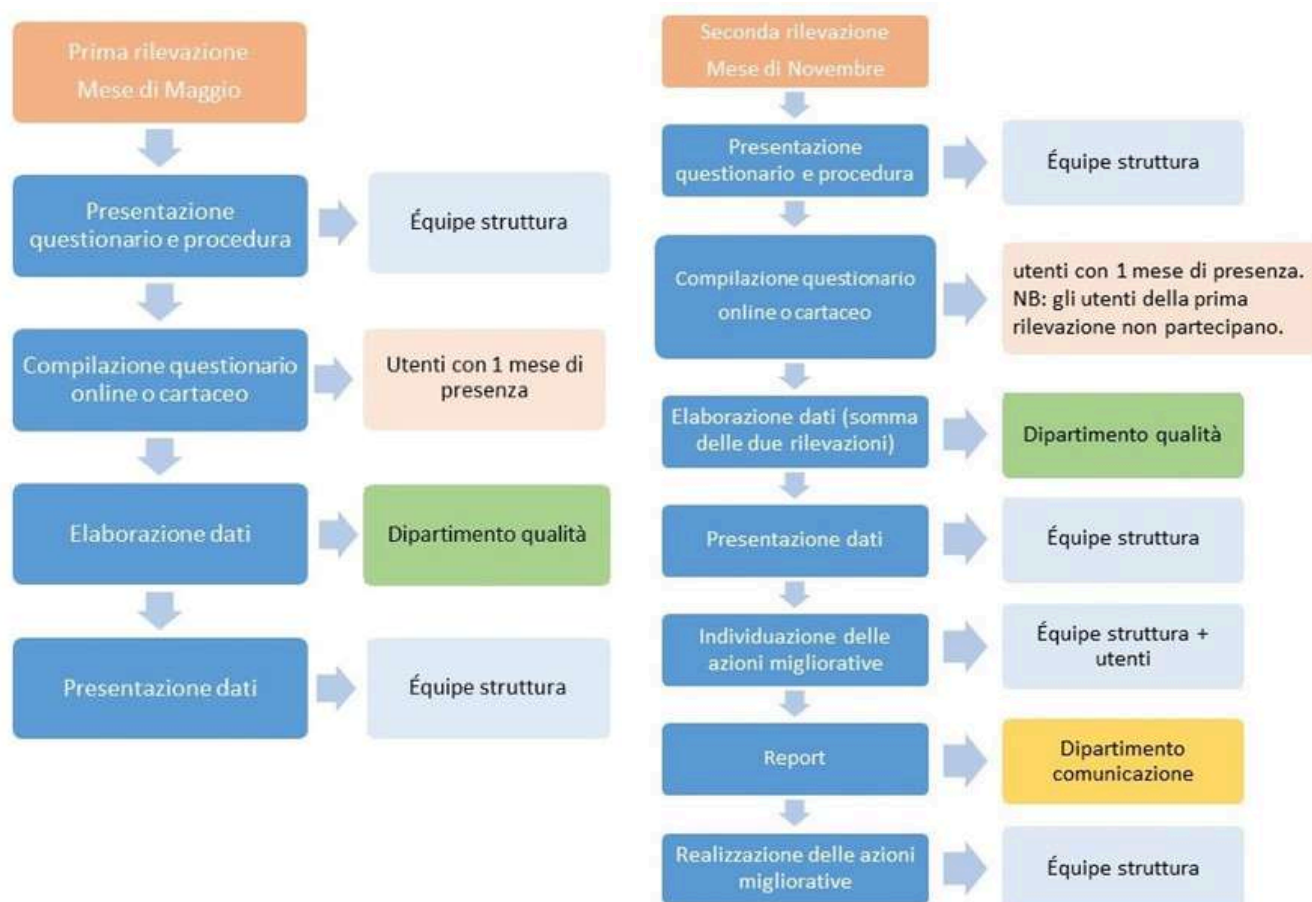 Prima rilevazione
Mese di Maggio
Presentazione
questionario e procedura
Équipe struttura
Compilazione questionario
online o cartaceo
Utenti con 1 mese di
presenza
Elaborazione dati
Dipartimento qualità
Presentazione dati
Équipe struttura
Seconda rilevazione
Mese di Novembre
Presentazione
questionario e procedura
Équipe struttura
Compilazione questionario
online o cartaceo
utenti con 1 mese di presenza.
NB: gli utenti della prima
rilevazione non partecipano.
Elaborazione dati (somma
delle due rilevazioni)
Dipartimento qualità
Presentazione dati
Équipe struttura
Individuazione delle
azioni migliorative
Équipe struttura +
utenti
Report
Dipartimento
comunicazione
Realizzazione delle azioni
migliorative
Équipe struttura